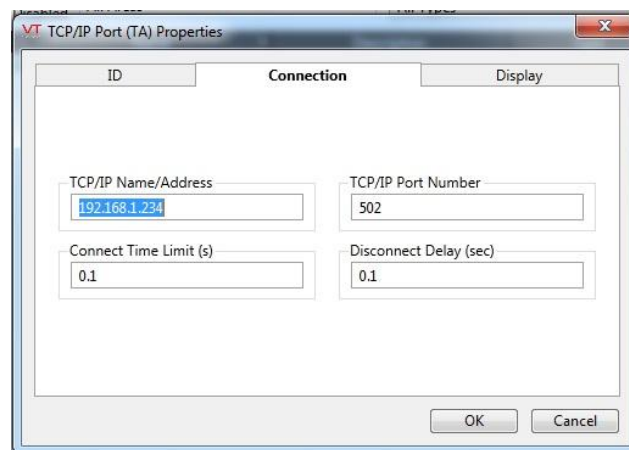 VT TCP/IP Port (TA) Properties
ID Connection Display
TCP/IP Name/Address TCP/IP Port Number
192.168.1.234 502
Connect Time Limit (s) Disconnect Delay (sec)
0.1 0.1
OK Cancel